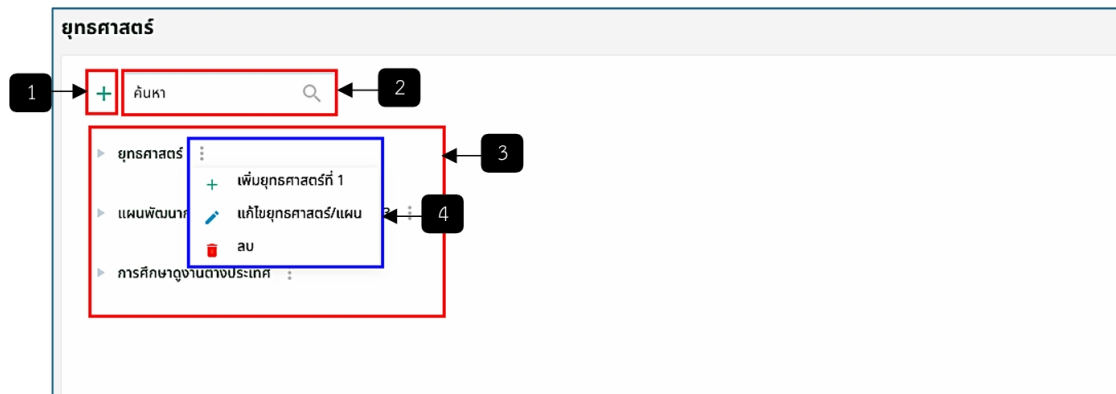 ยุทธศาสตร์
1
ค้นหา
2
ยุทธศาสตร์
3
เพิ่มยุทธศาสตร์ที่ 1
แผนพัฒนาก
แก้ไขยุทธศาสตร์/แผน
4
ลบ
การศึกษาดูงานต่างประเทศ